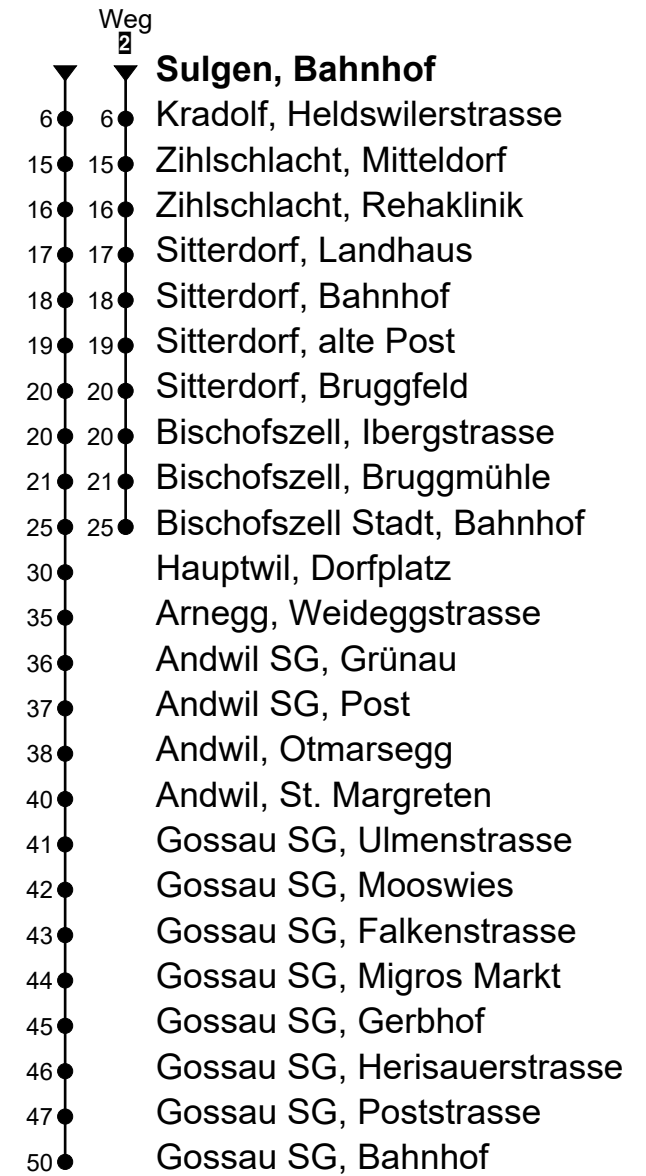 Weg
2
Sulgen, Bahnhof
6 6 Kradolf, Heldswilerstrasse
15 15 Zihlschlacht, Mitteldorf
16 16 Zihlschlacht, Rehaklinik
17 17 Sitterdorf, Landhaus
18 18 Sitterdorf, Bahnhof
19 19 Sitterdorf, alte Post
20 20 Sitterdorf, Bruggfeld
20 20 Bischofszell, Ibergstrasse
21 21 Bischofszell, Bruggmühle
25 25 Bischofszell Stadt, Bahnhof
30 Hauptwil, Dorfplatz
35 Arnegg, Weideggstrasse
36 Andwil SG, Grünau
37 Andwil SG, Post
38 Andwil, Otmarsegg
40 Andwil, St. Margreten
41 Gossau SG, Ulmenstrasse
42 Gossau SG, Mooswies
43 Gossau SG, Falkenstrasse
44 Gossau SG, Migros Markt
45 Gossau SG, Gerbhof
46 Gossau SG, Herisauerstrasse
47 Gossau SG, Poststrasse
50 Gossau SG, Bahnhof